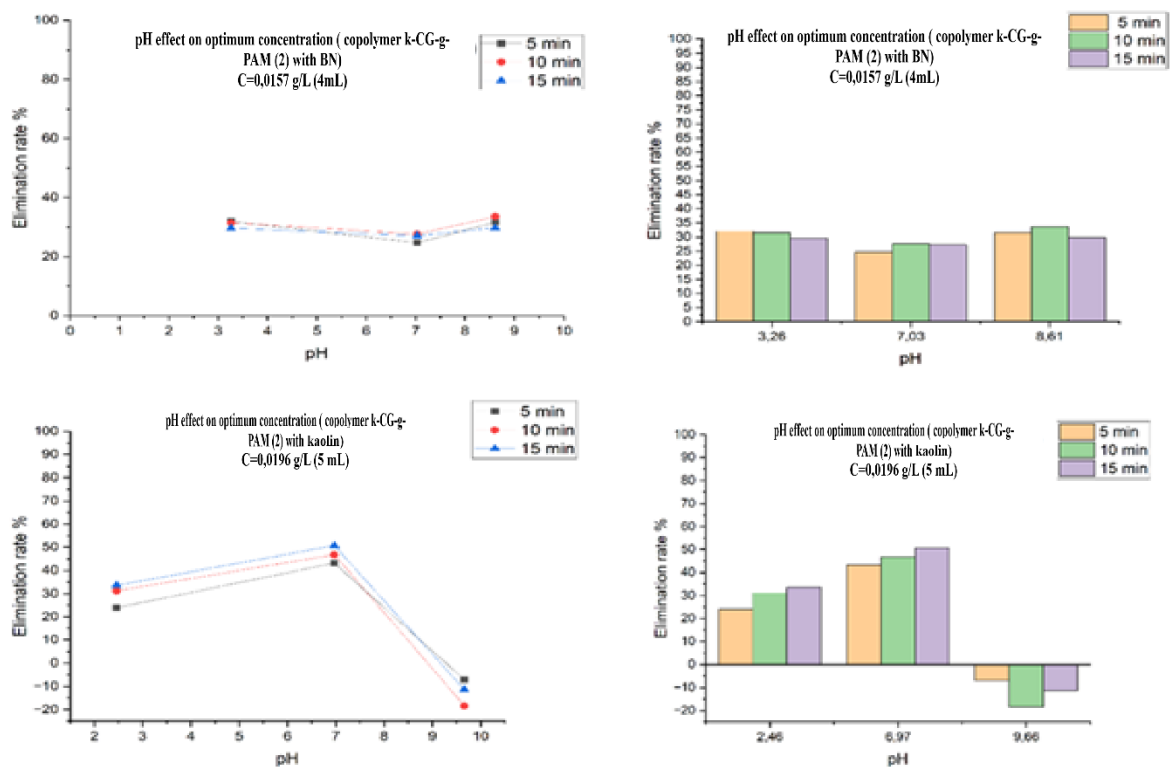 pH effect on optimum concentration ( copolymer k-CG-g-
PAM (2) with BN)
C=0,0157 g/L (4mL)
5 min
10 min
15 min
Elimination rate %
100
80
60
40
20
0
0 1 2 3 4 5 6 7 8 9 10
pH
pH effect on optimum concentration ( copolymer k-CG-g-
PAM (2) with BN)
C=0,0157 g/L (4mL)
5 min
10 min
15 min
Elimination rate %
100
95
90
85
80
75
70
65
60
55
50
45
40
35
30
25
20
15
10
5
0
3,26 7,03 8,61
pH
pH effect on optimum concentration ( copolymer k-CG-g-
PAM (2) with kaolin)
C=0,0196 g/L (5 mL)
5 min
10 min
15 min
Elimination rate %
100
90
80
70
60
50
40
30
20
10
0
−10
−20
2 3 4 5 6 7 8 9 10
pH
pH effect on optimum concentration ( copolymer k-CG-g-
PAM (2) with kaolin)
C=0,0196 g/L (5 mL)
5 min
10 min
15 min
Elimination rate %
100
90
80
70
60
50
40
30
20
10
0
−10
−20
2,46 6,97 9,66
pH